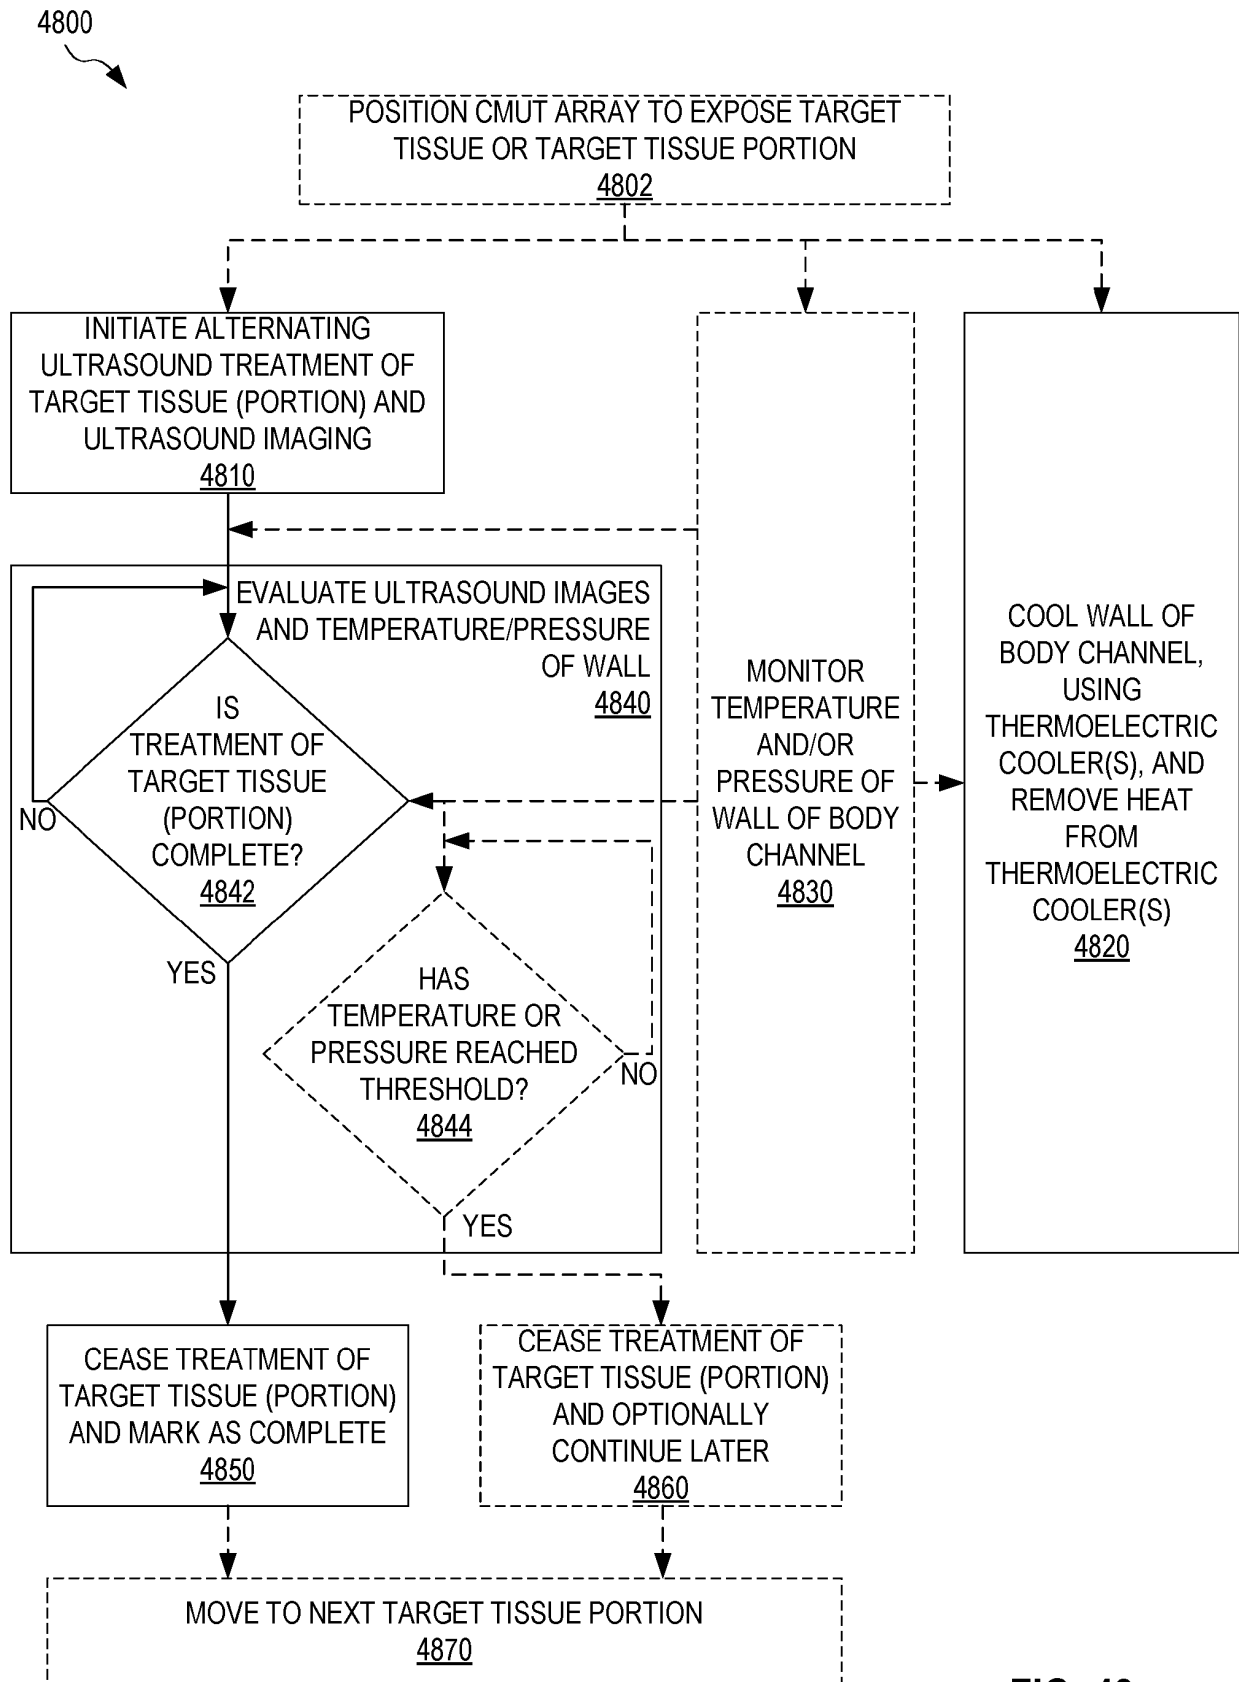 4800
POSITION CMUT ARRAY TO EXPOSE TARGET
TISSUE OR TARGET TISSUE PORTION
4802
INITIATE ALTERNATING
ULTRASOUND TREATMENT OF
TARGET TISSUE (PORTION) AND
ULTRASOUND IMAGING
4810
EVALUATE ULTRASOUND IMAGES
AND TEMPERATURE/PRESSURE
OF WALL
4840
IS
TREATMENT OF
TARGET TISSUE
(PORTION)
COMPLETE?
4842
NO
YES
HAS
TEMPERATURE OR
PRESSURE REACHED
THRESHOLD?
4844
NO
YES
MONITOR
TEMPERATURE
AND/OR
PRESSURE OF
WALL OF BODY
CHANNEL
4830
COOL WALL OF
BODY CHANNEL,
USING
THERMOELECTRIC
COOLER(S), AND
REMOVE HEAT
FROM
THERMOELECTRIC
COOLER(S)
4820
CEASE TREATMENT OF
TARGET TISSUE (PORTION)
AND MARK AS COMPLETE
4850
CEASE TREATMENT OF
TARGET TISSUE (PORTION)
AND OPTIONALLY
CONTINUE LATER
4860
MOVE TO NEXT TARGET TISSUE PORTION
4870